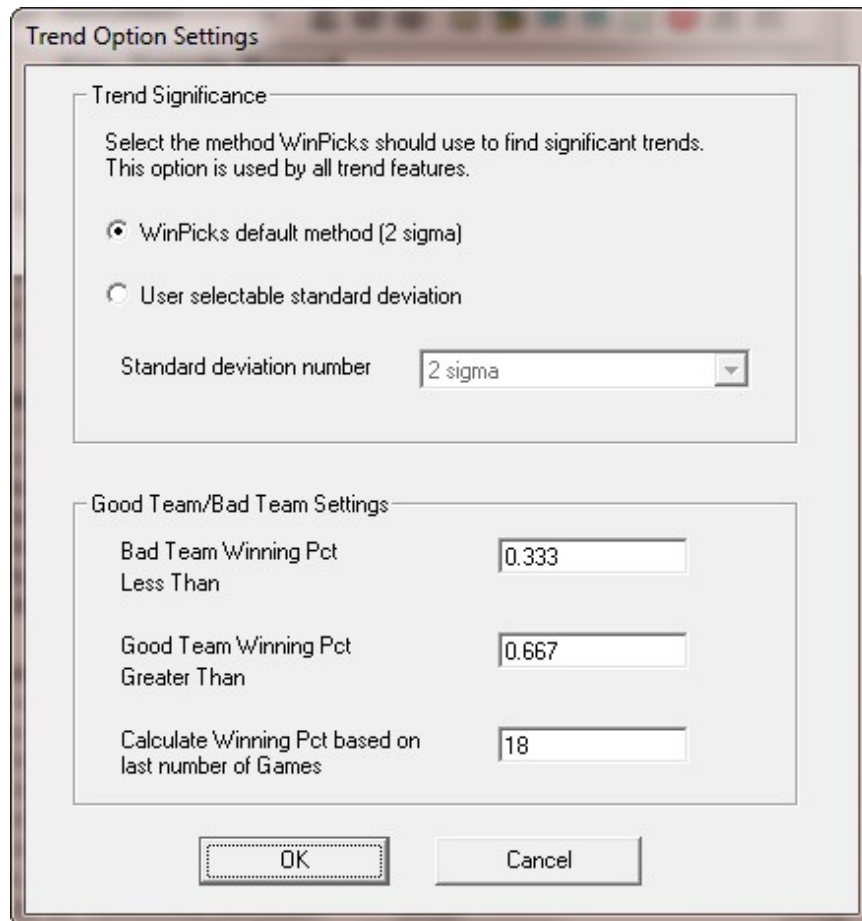 Trend Option Settings
Trend Significance
Select the method WinPicks should use to find significant trends.
This option is used by all trend features.
WinPicks default method (2 sigma)
User selectable standard deviation
Standard deviation number
2 sigma
Good Team/Bad Team Settings
Bad Team Winning Pct
Less Than
0.333
Good Team Winning Pct
Greater Than
0.667
Calculate Winning Pct based on
last number of Games
18
OK
Cancel